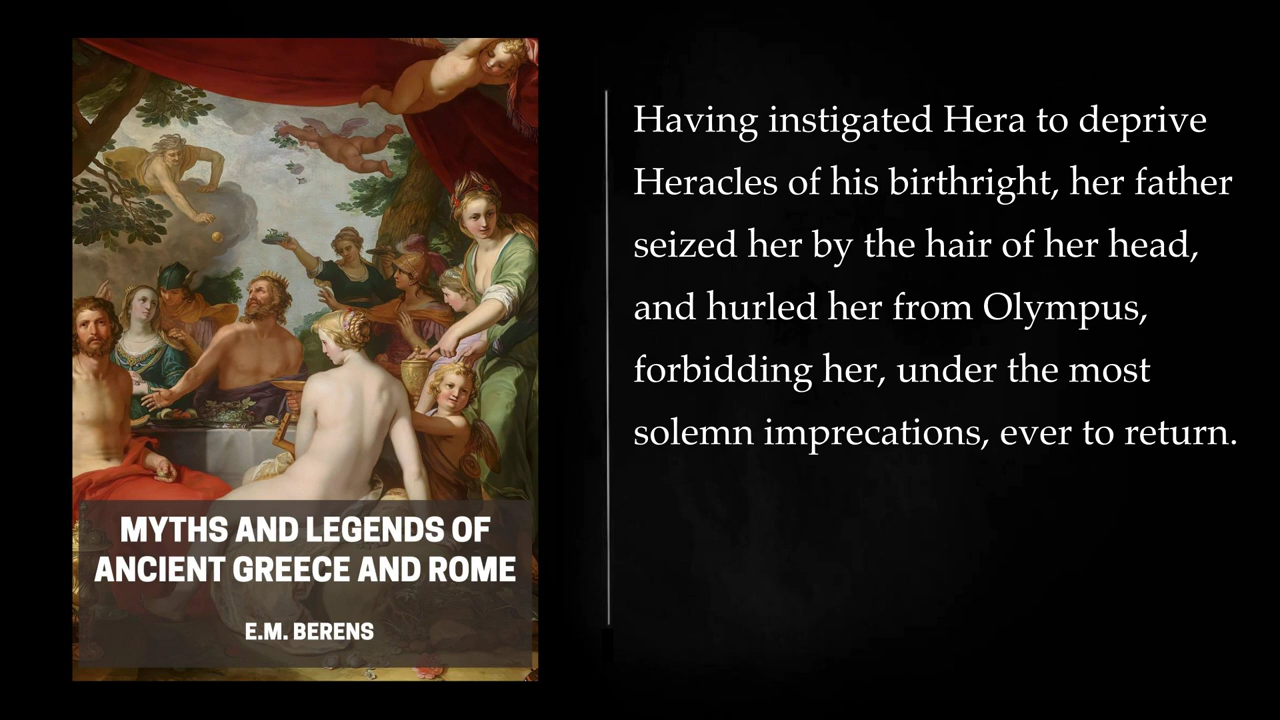 MYTHS AND LEGENDS OF
ANCIENT GREECE AND ROME
E.M. BERENS
Having instigated Hera to deprive
Heracles of his birthright, her father
seized her by the hair of her head,
and hurled her from Olympus,
forbidding her, under the most
solemn imprecations, ever to return.